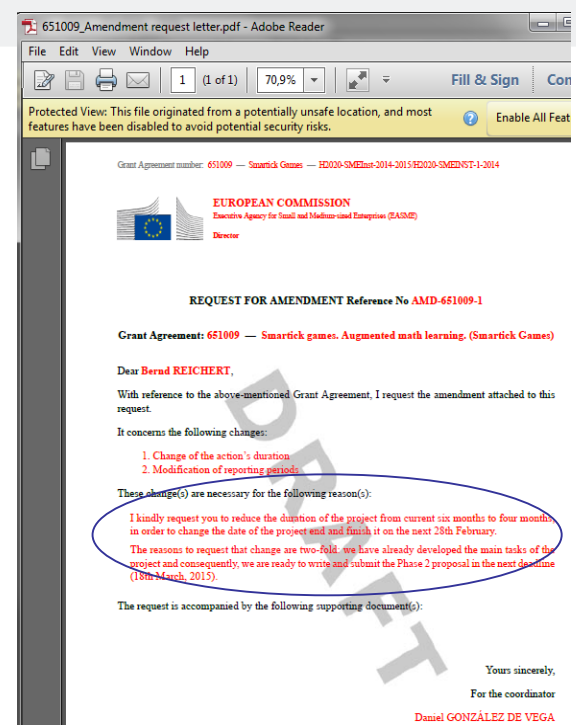 651009_Amendment request letter.pdf - Adobe Reader
File Edit View Window Help
1 (1 of 1) 70,9% Fill & Sign
Protected View: This file originated from a potentially unsafe location, and most
features have been disabled to avoid potential security risks.
Enable All
Grant Agreement number: 651009 — Smartick Games — H2020-SMEInst-2014-2015/H2020-SMEINST-1-2014
EUROPEAN COMMISSION
Executive Agency for Small and Medium-sized Enterprises (EASME)
Director
REQUEST FOR AMENDMENT Reference No AMD-651009-1
Grant Agreement: 651009 — Smartick games. Augmented math learning. (Smartick Games)
Dear Bernd REICHERT,
With reference to the above-mentioned Grant Agreement, I request the amendment attached to this
request.
It concerns the following changes:
1. Change of the action's duration
2. Modification of reporting periods
These change(s) are necessary for the following reason(s):
I kindly request you to reduce the duration of the project from current six months to four months,
in order to change the date of the project end and finish it on the next 28th February.
The reasons to request that change are two-fold: we have already developed the main tasks of the
project and consequently, we are ready to write and submit the Phase 2 proposal in the next deadline
(18th March, 2015).
The request is accompanied by the following supporting document(s):
DRAFT
Yours sincerely,
For the coordinator
Daniel GONZÁLEZ DE VEGA